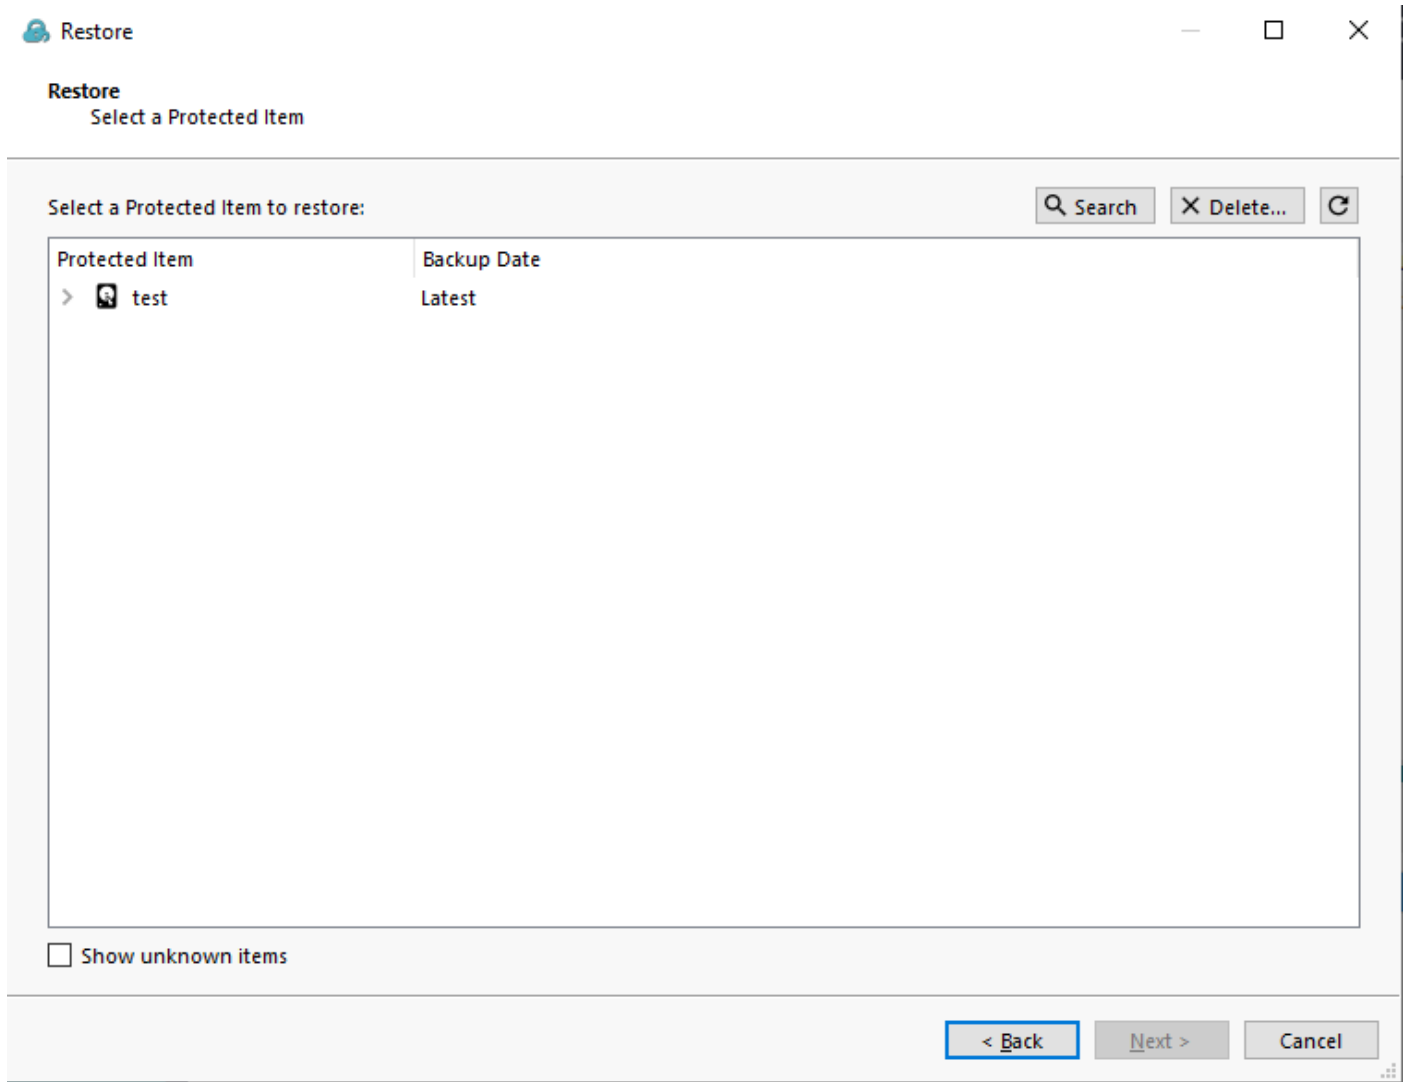 Restore
Restore
Select a Protected Item
Select a Protected Item to restore:
Search
Delete...
Protected Item Backup Date
test Latest
Show unknown items
< Back
Next >
Cancel